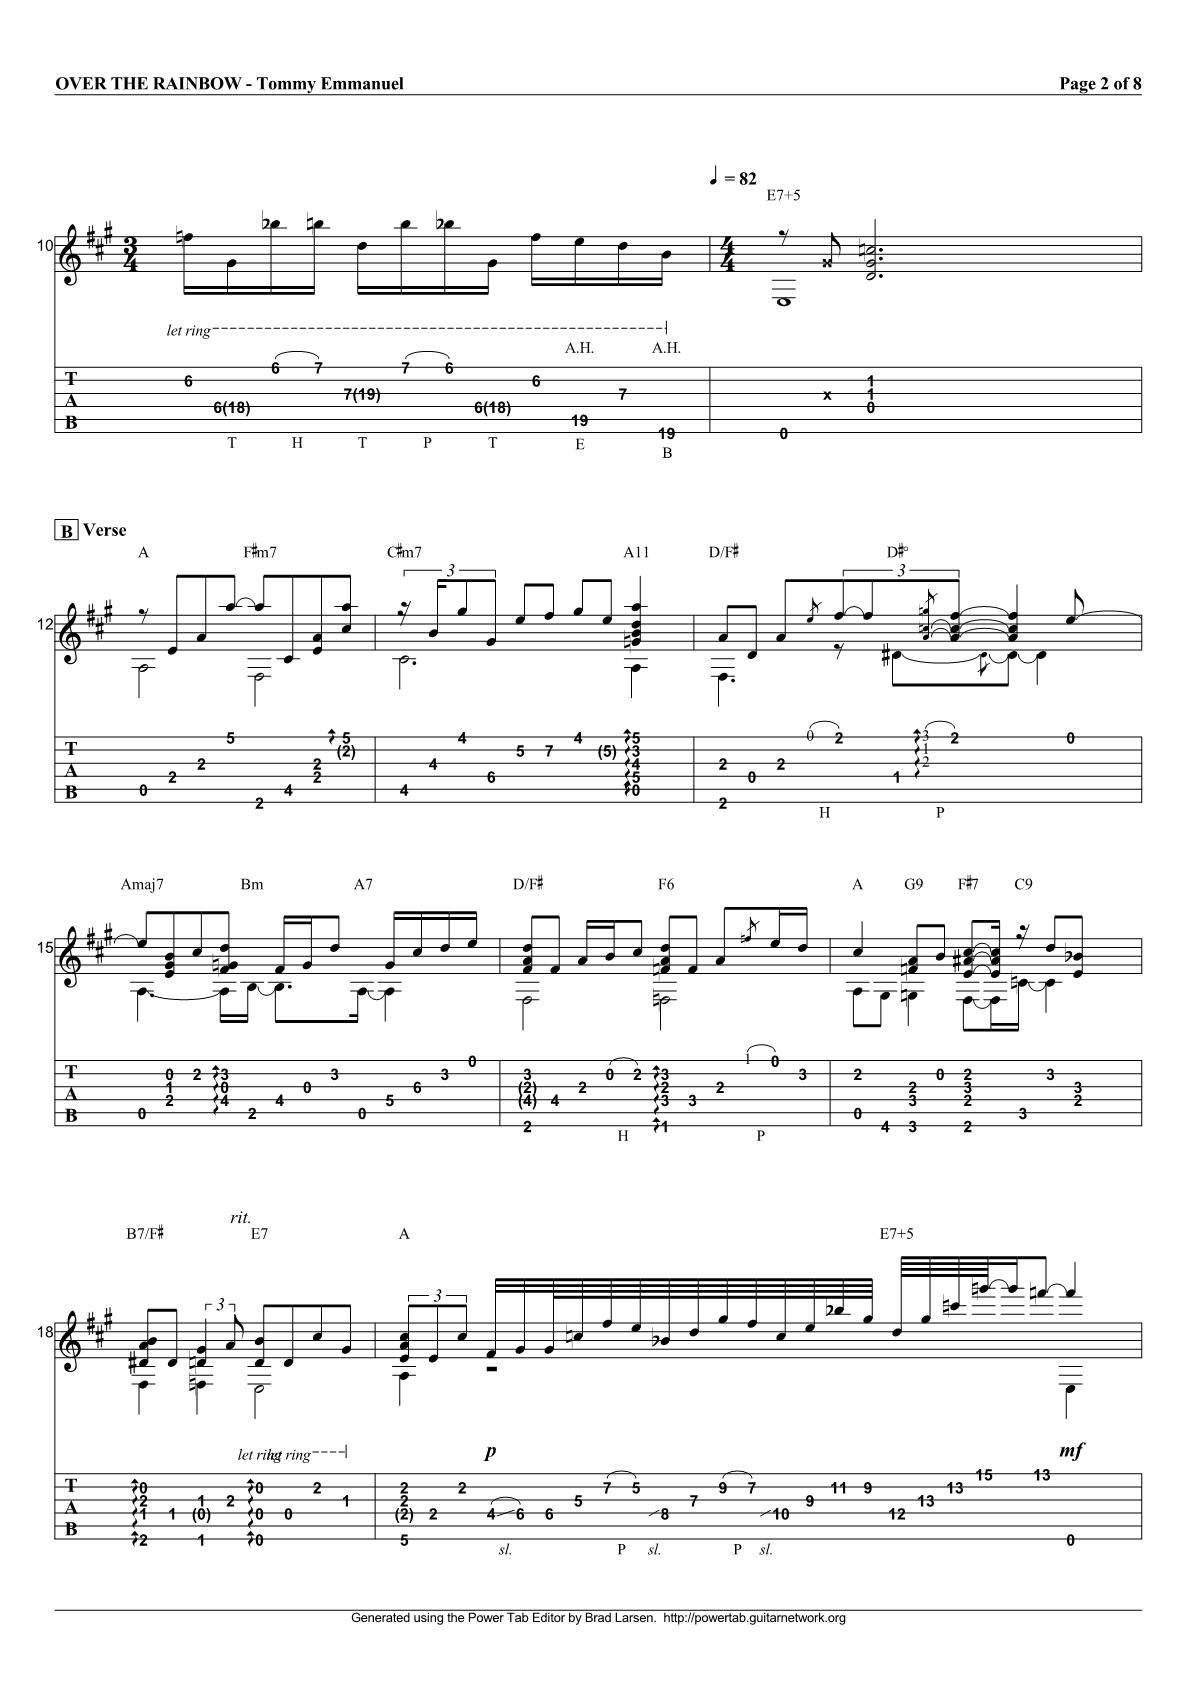 OVER THE RAINBOW - Tommy Emmanuel Page 2 of 8
= 82
E7+5
10 3 4 4 4
let ring
A.H. A.H.
T A B
6 6(18) 6 7 7(19) 7 6 6(18) 6 19 7 19 0 x 1 1 0
T H T P T E B
B Verse
A F#m7 C#m7 A11 D/F# D#°
3 3
12
T A B
0 2 2 5 2 4 2 2 5 (2) 4 4 4 6 5 7 4 (5) 5 3 4 5 0 2 2 0 2 0 2 1 3 1 2 2 0
H P
Amaj7 Bm A7 D/F# F6 A G9 F#7 C9
15
T A B
0 0 1 2 2 3 0 4 2 4 0 3 0 5 6 3 0 3 (2) (4) 2 4 2 0 2 3 2 3 1 3 2 1 0 3 2 0 4 2 3 3 0 2 3 2 2 3 3 3 2
H P
rit.
B7/F# E7 A E7+5
3 3
18
let ring let ring
p mf
T A B
0 2 1 2 1 1 (0) 1 2 0 0 0 0 2 1 2 2 (2) 5 2 2 4 6 6 5 7 5 8 7 9 7 10 9 11 9 12 13 13 15 13 0
sl. P sl. P sl.
Generated using the Power Tab Editor by Brad Larsen. http://powertab.guitarnetwork.org